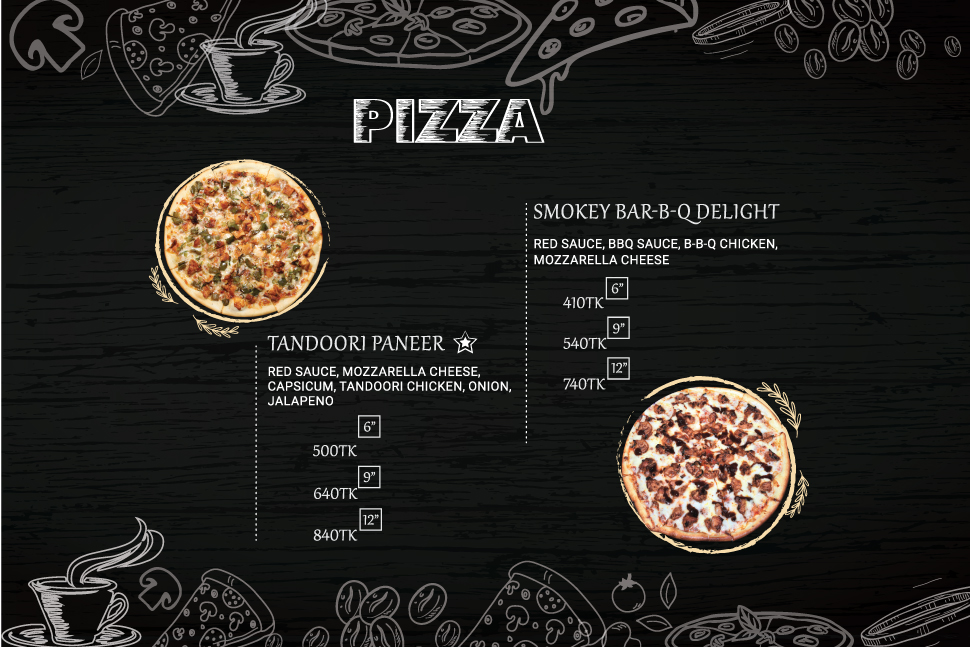 PIZZA
TANDOORI PANEER
RED SAUCE, MOZZARELLA CHEESE,
CAPSICUM, TANDOORI CHICKEN, ONION,
JALAPENO
6”
500TK
9”
640TK
12”
840TK
SMOKEY BAR-B-Q DELIGHT
RED SAUCE, BBQ SAUCE, B-B-Q CHICKEN,
MOZZARELLA CHEESE
6”
410TK
9”
540TK
12”
740TK